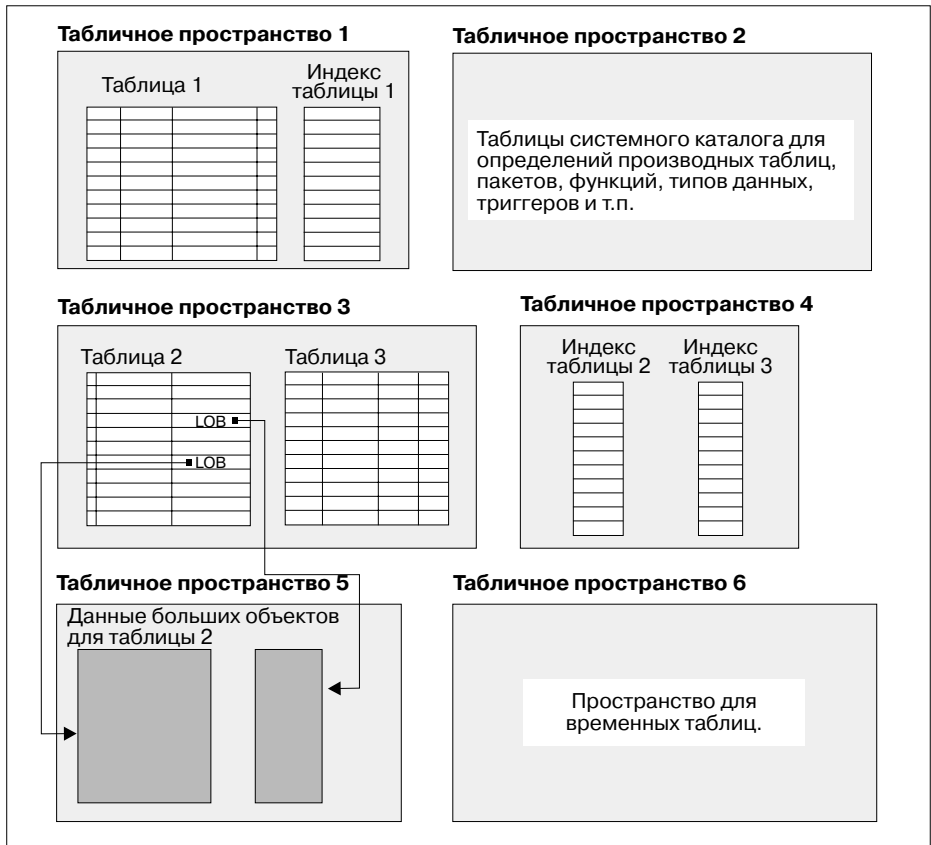 Табличное пространство 1
Таблица 1
Индекс
таблицы 1
Табличное пространство 2
Таблицы системного каталога для
определений производных таблиц,
пакетов, функций, типов данных,
триггеров и т.п.
Табличное пространство 3
Таблица 2
LOB
LOB
Таблица 3
Табличное пространство 4
Индекс
таблицы 2
Индекс
таблицы 3
Табличное пространство 5
Данные больших объектов
для таблицы 2
Табличное пространство 6
Пространство для
временных таблиц.